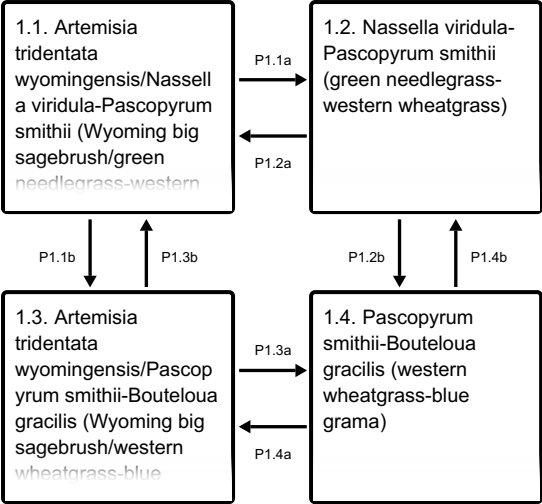 1.1. Artemisia
tridentata
wyomingensis/Nassell
a viridula-Pascopyrum
smithii (Wyoming big
sagebrush/green
needlegrass-western
P1.1a
P1.2a
1.2. Nassella viridula-
Pascopyrum smithii
(green needlegrass-
western wheatgrass)
P1.1b
P1.3b
P1.2b
P1.4b
1.3. Artemisia
tridentata
wyomingensis/Pascop
yrum smithii-Bouteloua
gracilis (Wyoming big
sagebrush/western
wheatgrass-blue
P1.3a
P1.4a
1.4. Pascopyrum
smithii-Bouteloua
gracilis (western
wheatgrass-blue
grama)